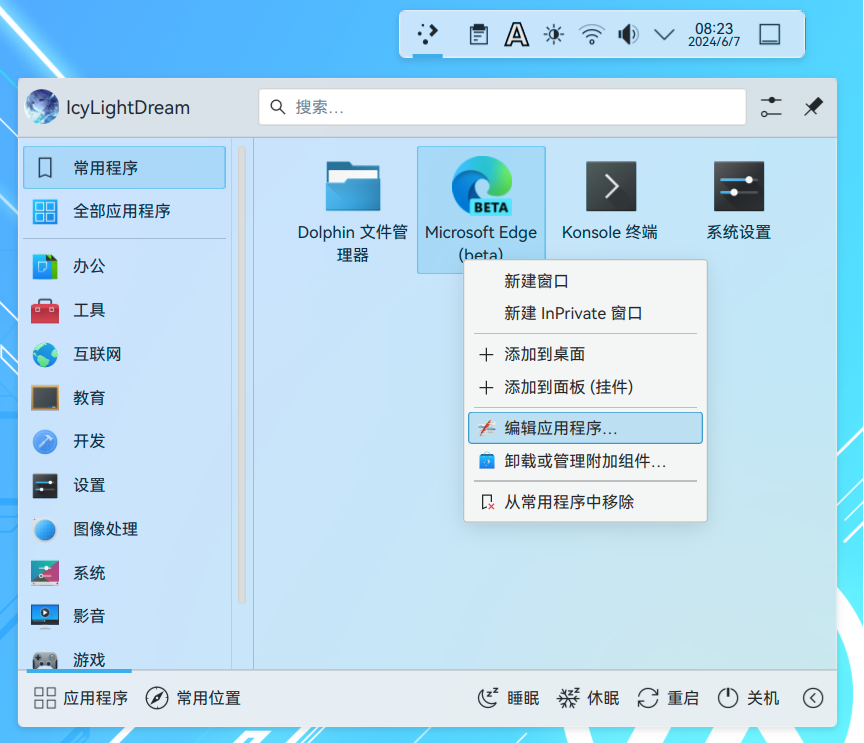 08:23
2024/6/7
IcyLightDream
搜索…
常用程序
全部应用程序
办公
工具
互联网
教育
开发
设置
图像处理
系统
影音
游戏
Dolphin 文件管
理器
BETA
Microsoft Edge
(beta)
Konsole 终端
系统设置
新建窗口
新建 InPrivate 窗口
添加到桌面
添加到面板 (挂件)
编辑应用程序…
卸载或管理附加组件…
从常用程序中移除
应用程序
常用位置
睡眠
休眠
重启
关机